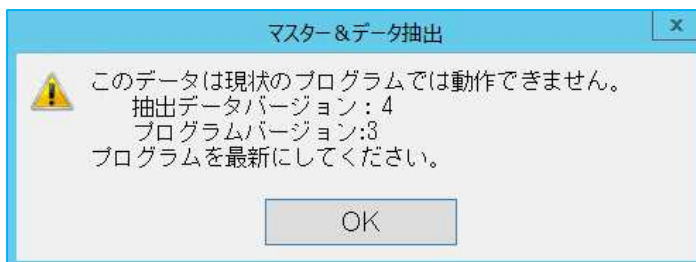 マスター＆データ抽出
x
このデータは現状のプログラムでは動作できません。
抽出データバージョン：4
プログラムバージョン:3
プログラムを最新にしてください。
OK